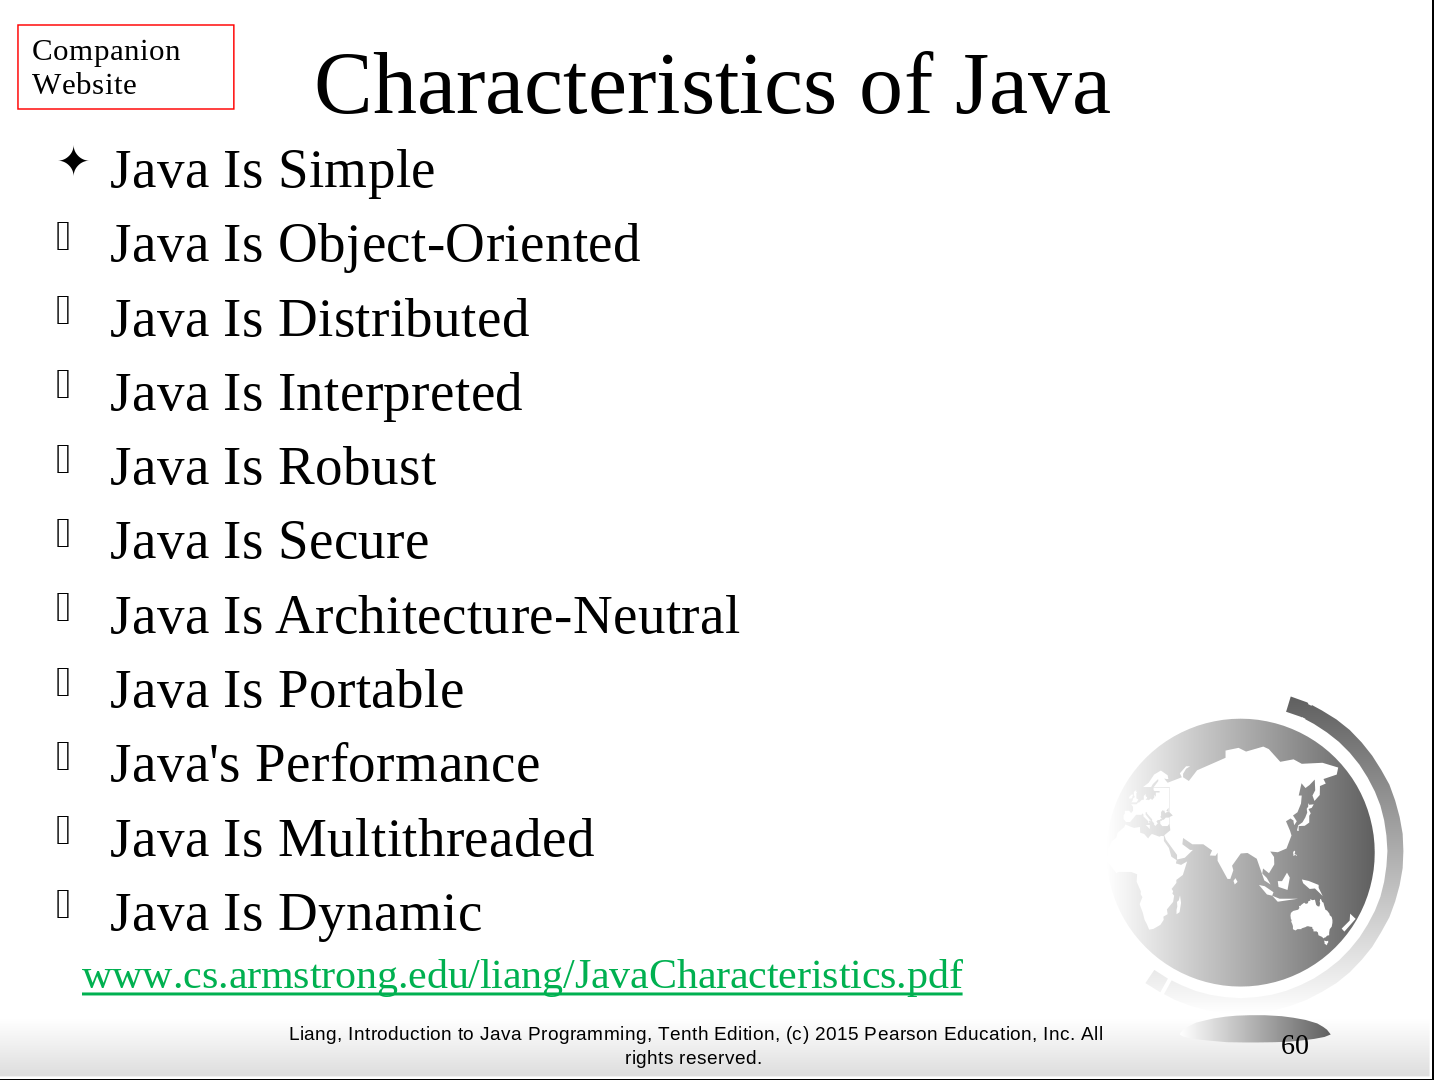 Companion
Website
Characteristics of Java
✦ Java Is Simple
Java Is Object-Oriented
Java Is Distributed
Java Is Interpreted
Java Is Robust
Java Is Secure
Java Is Architecture-Neutral
Java Is Portable
Java's Performance
Java Is Multithreaded
Java Is Dynamic
www.cs.armstrong.edu/liang/JavaCharacteristics.pdf
Liang, Introduction to Java Programming, Tenth Edition, (c) 2015 Pearson Education, Inc. All
rights reserved.
60